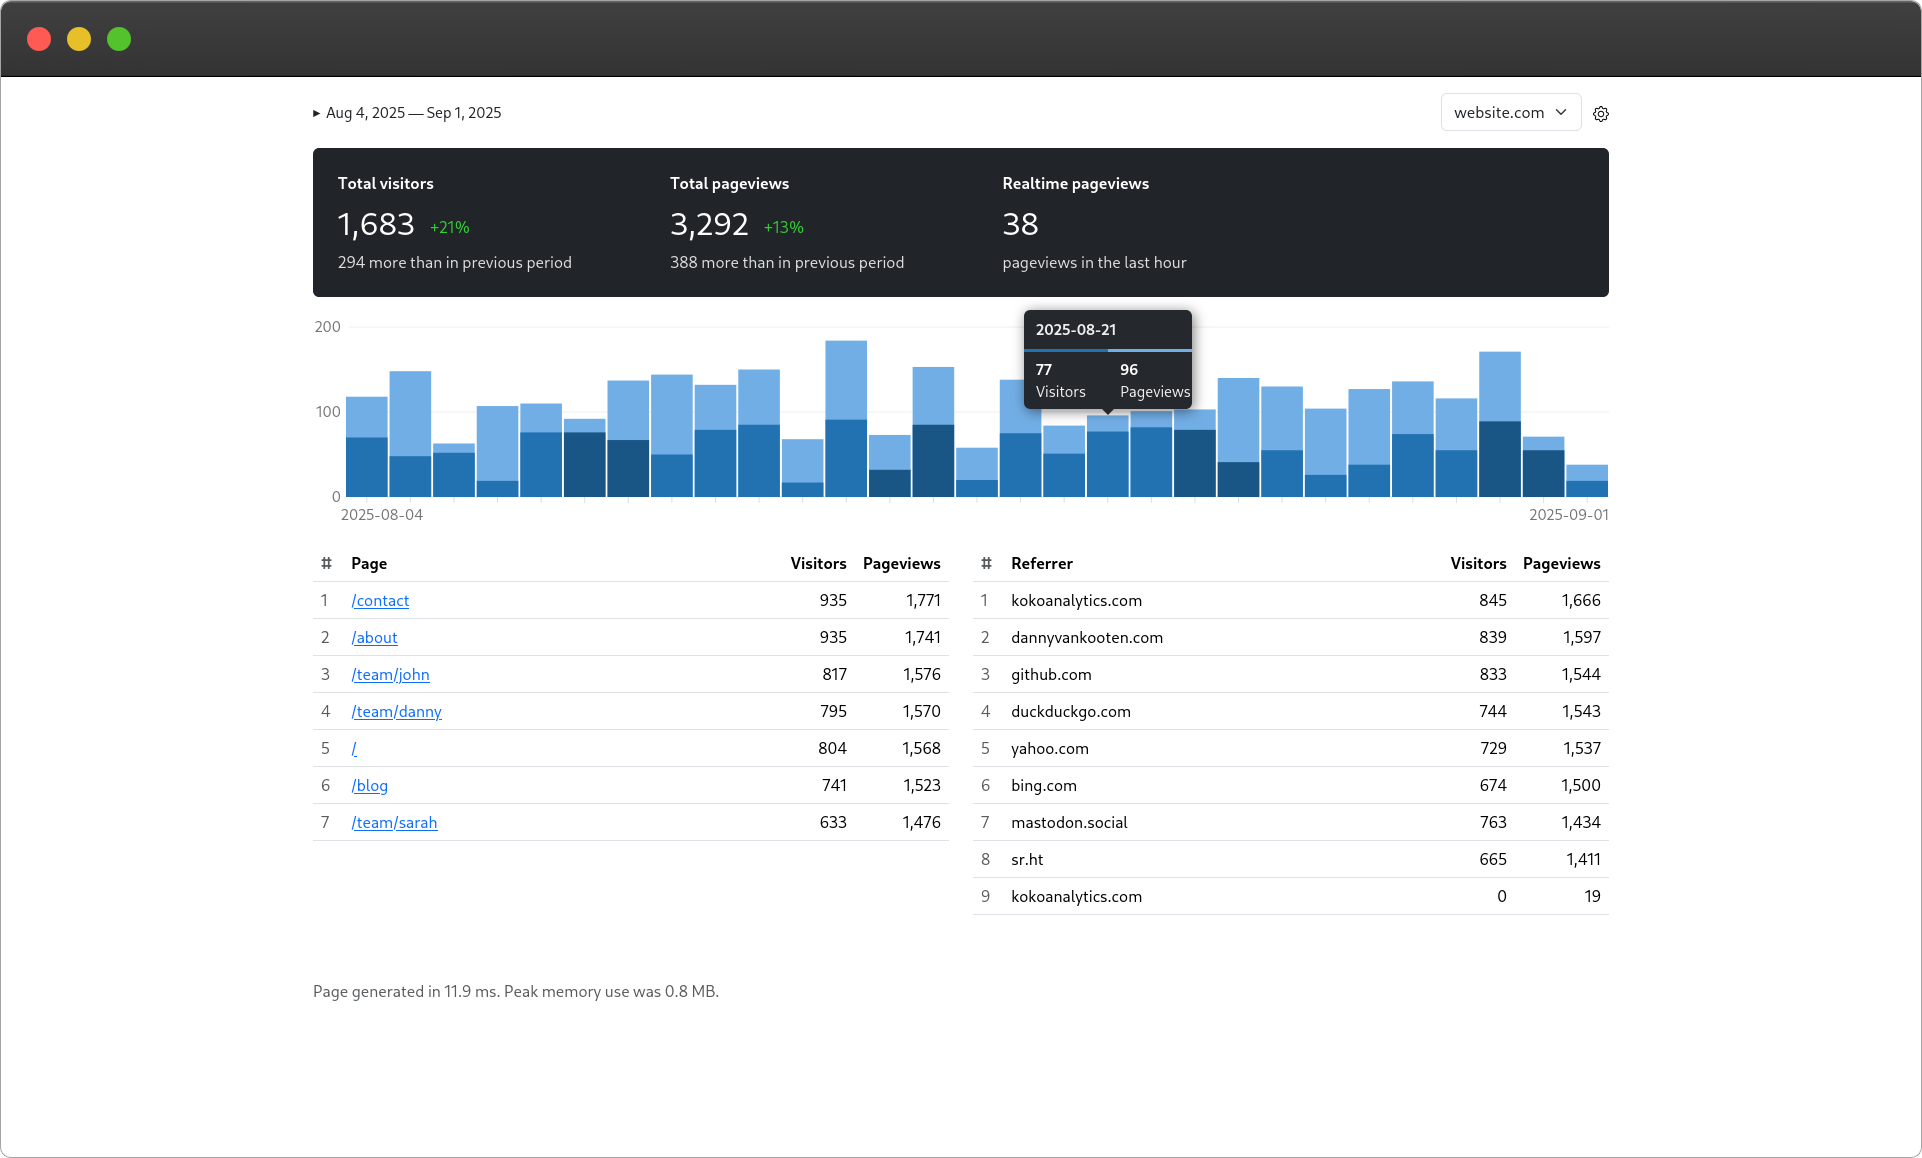 ▸ Aug 4, 2025 — Sep 1, 2025
website.com
Total visitors Total pageviews Realtime pageviews
1,683 +21% 3,292 +13% 38
294 more than in previous period 388 more than in previous period pageviews in the last hour
200
100
0
2025-08-21
77 96
Visitors Pageviews
2025-08-04 2025-09-01
# Page Visitors Pageviews
1 /contact 935 1,771
2 /about 935 1,741
3 /team/john 817 1,576
4 /team/danny 795 1,570
5 / 804 1,568
6 /blog 741 1,523
7 /team/sarah 633 1,476
# Referrer Visitors Pageviews
1 kokoanalytics.com 845 1,666
2 dannyvankooten.com 839 1,597
3 github.com 833 1,544
4 duckduckgo.com 744 1,543
5 yahoo.com 729 1,537
6 bing.com 674 1,500
7 mastodon.social 763 1,434
8 sr.ht 665 1,411
9 kokoanalytics.com 0 19
Page generated in 11.9 ms. Peak memory use was 0.8 MB.